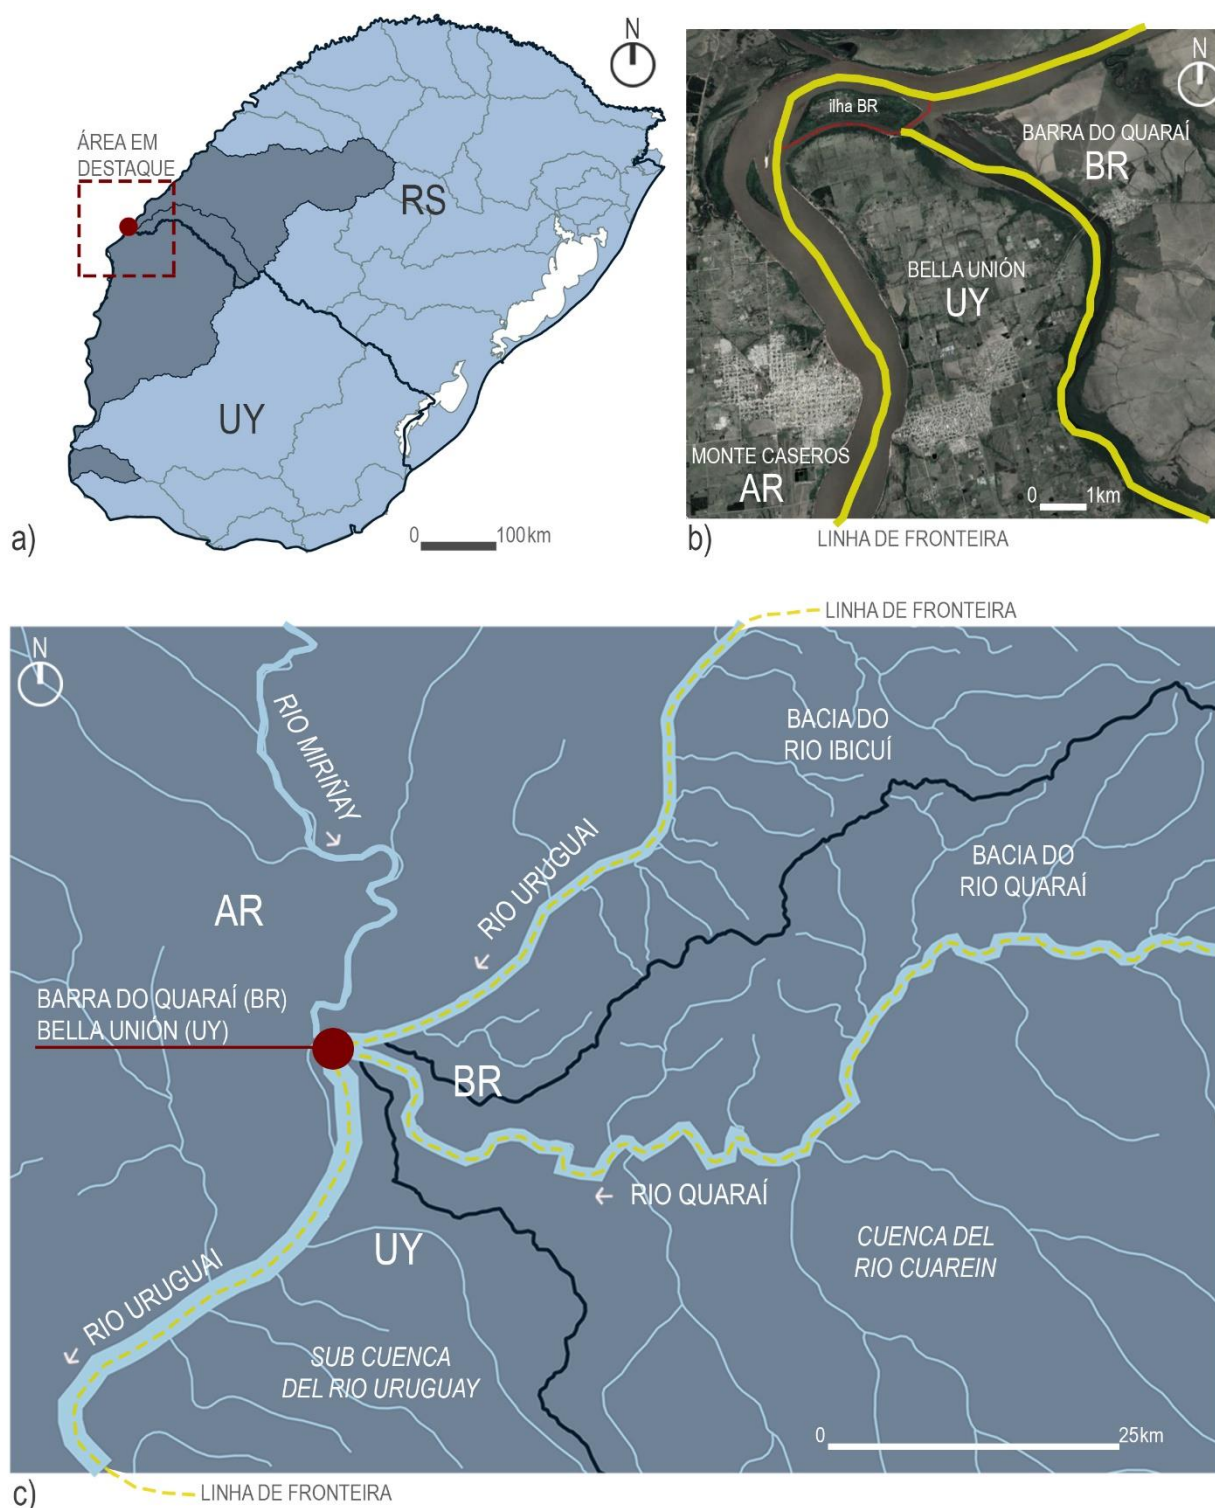 N
ÁREA EM
DESTAQUE
RS
UY
0
100km
a)
N
ilha BR
BARRA DO QUARAÍ
BR
BELLA UNIÓN
UY
MONTE CASEROS
AR
0
1km
b)
LINHA DE FRONTEIRA
LINHA DE FRONTEIRA
N
RIO MIRIÑAY
BACIA DO
RIO IBICUÍ
RIO URUGUAI
BACIA DO
RIO QUARAÍ
AR
BARRA DO QUARAÍ (BR)
BELLA UNIÓN (UY)
BR
RIO QUARAÍ
UY
CUENCA DEL
RIO CUAREIN
RIO URUGUAI
SUB CUENCA
DEL RIO URUGUAY
0
25km
c)
LINHA DE FRONTEIRA